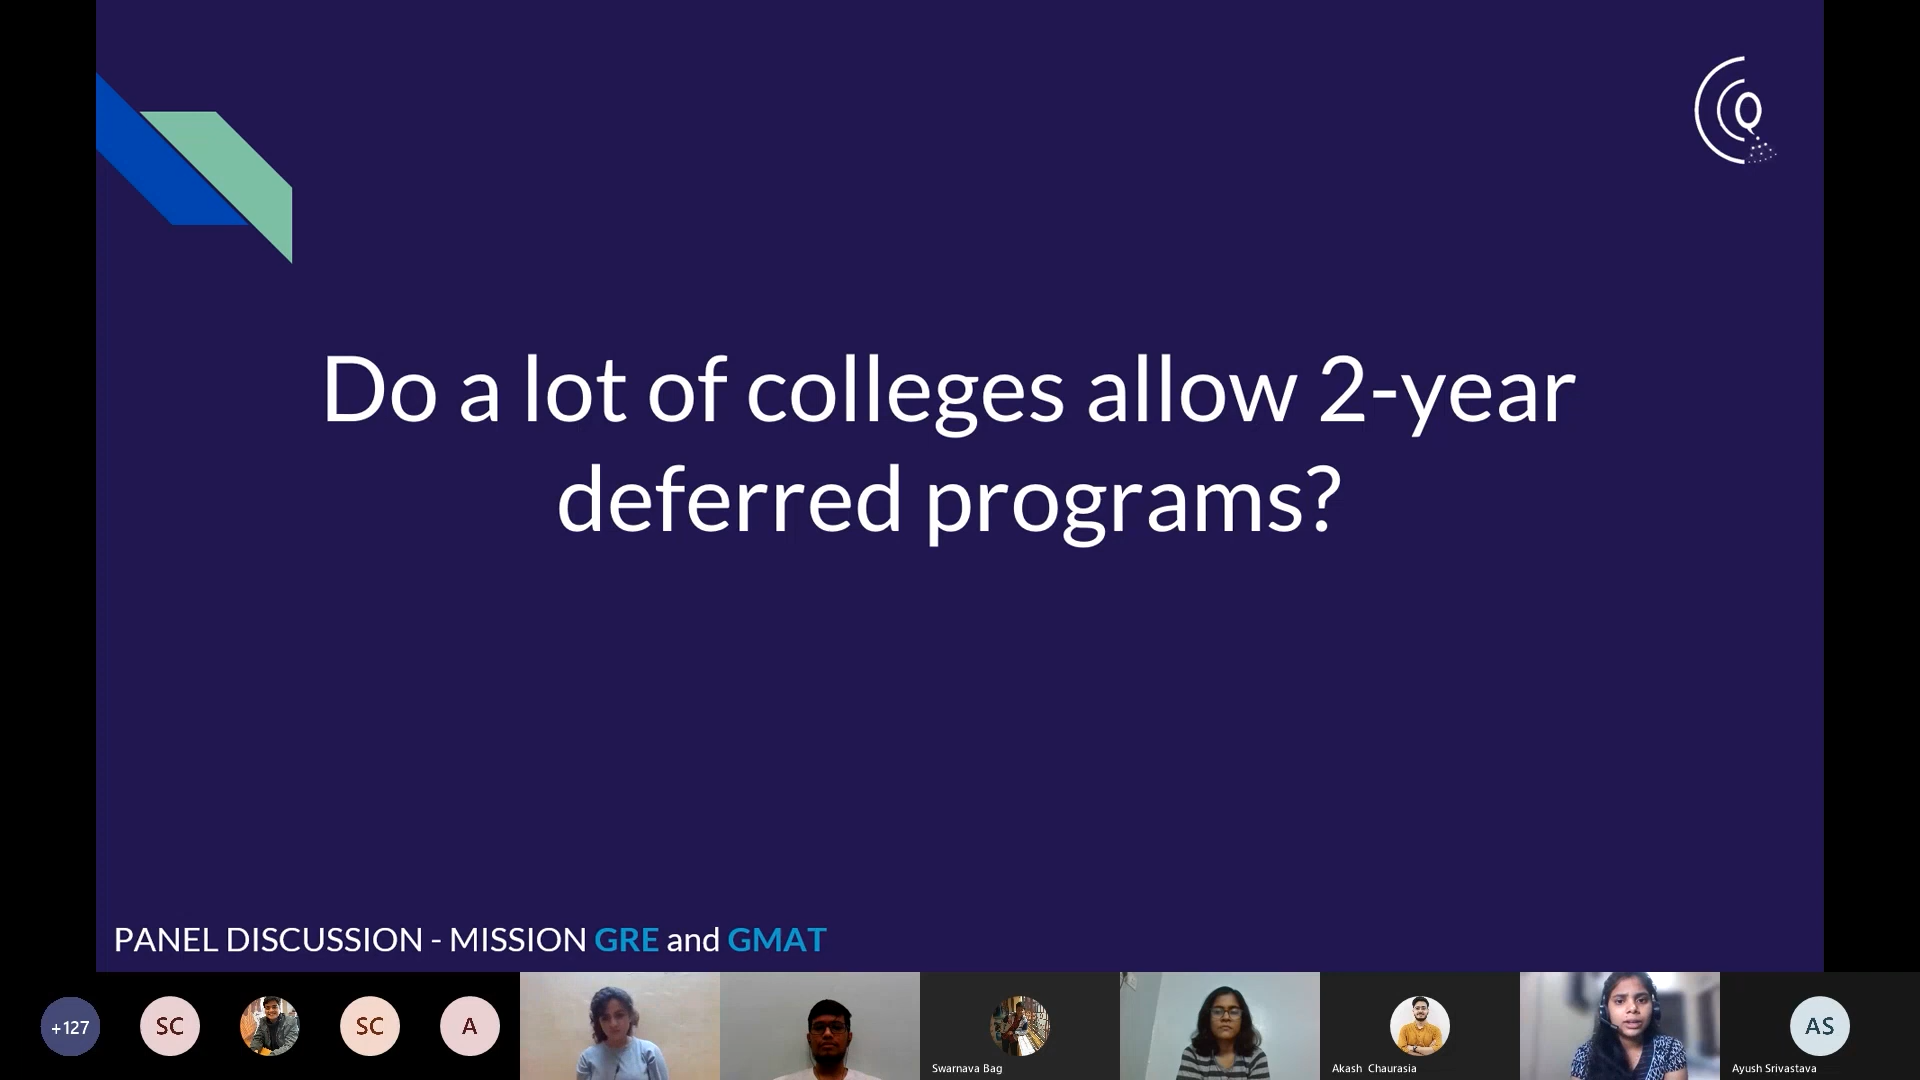 Q
Do a lot of colleges allow 2-year
deferred programs?
PANEL DISCUSSION - MISSION GRE and GMAT
+127
SC
SC
A
Swarnava Bag
Akash Chaurasia
AS
Ayush Srivastava